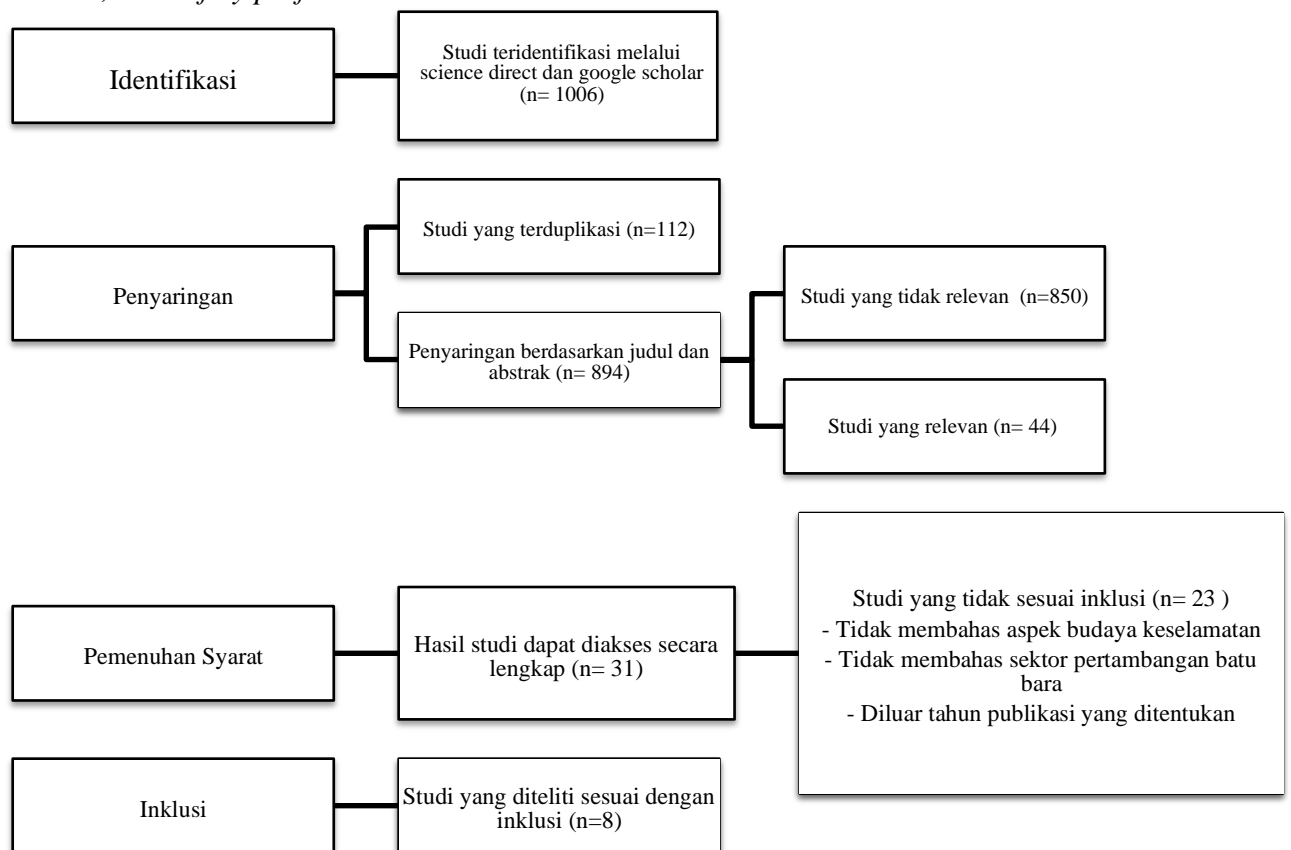 Identifikasi
Studi teridentifikasi melalui
science direct dan google scholar
(n= 1006)
Penyaringan
Studi yang terduplikasi (n=112)
Penyaringan berdasarkan judul dan
abstrak (n= 894)
Studi yang tidak relevan  (n=850)
Studi yang relevan (n= 44)
Pemenuhan Syarat
Hasil studi dapat diakses secara
lengkap (n= 31)
Studi yang tidak sesuai inklusi (n= 23 )
- Tidak membahas aspek budaya keselamatan
- Tidak membahas sektor pertambangan batu
bara
- Diluar tahun publikasi yang ditentukan
Inklusi
Studi yang diteliti sesuai dengan
inklusi (n=8)